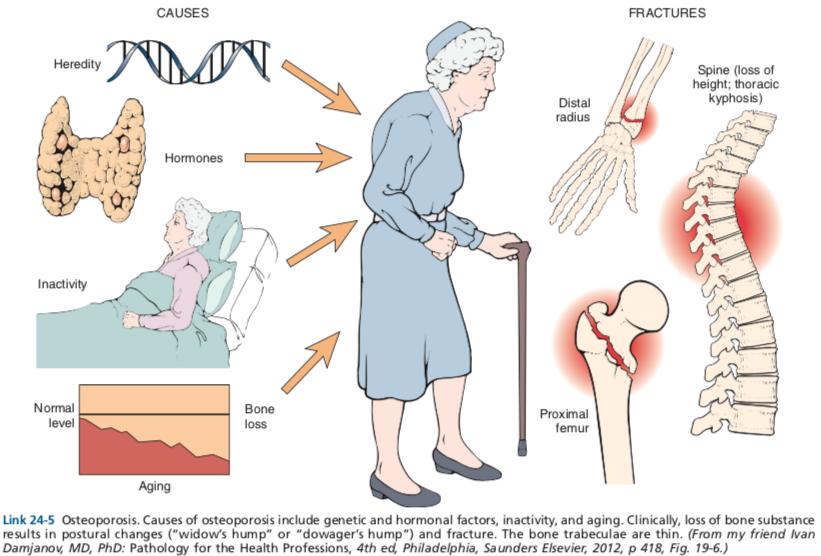 CAUSES
FRACTURES
Heredity
Hormones
Inactivity
Normal
level
Bone
loss
Aging
Distal
radius
Spine (loss of
height; thoracic
kyphosis)
Proximal
femur
Link 24-5 Osteoporosis. Causes of osteoporosis include genetic and hormonal factors, inactivity, and aging. Clinically, loss of bone substance
results in postural changes (“widow’s hump” or “dowager’s hump”) and fracture. The bone trabeculae are thin. (From my friend Ivan
Damjanov, MD, PhD: Pathology for the Health Professions, 4th ed, Philadelphia, Saunders Elsevier, 2012, p 418, Fig. 19-6.)